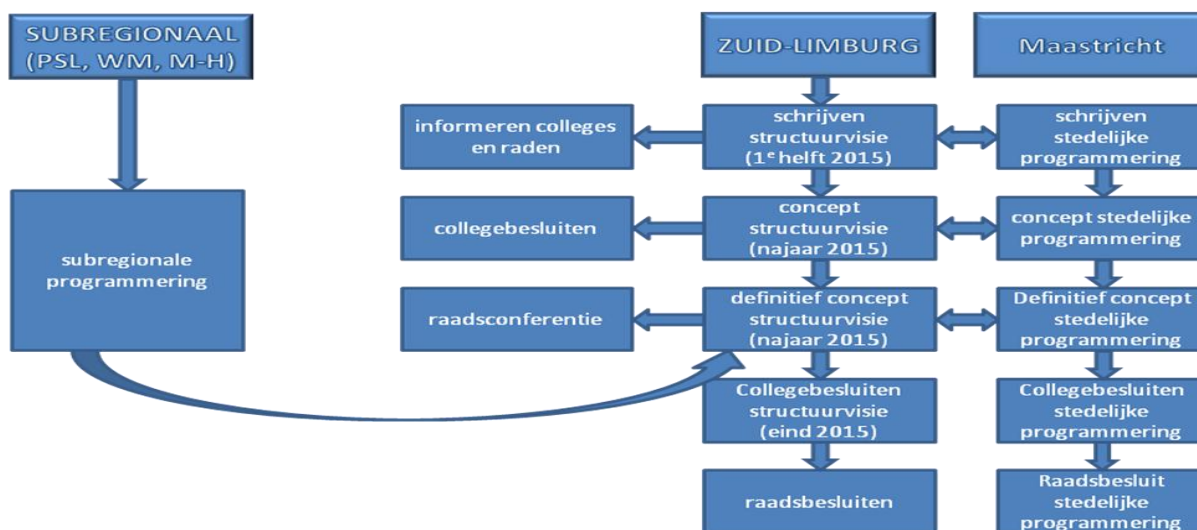 SUBREGIONAAL
(PSL, WM, M-H)
subregionale
programmering
informeren colleges
en raden
collegebesluiten
raadsconferentie
ZUID-LIMBURG
schrijven
structuurvisie
(1e helft 2015)
concept
structuurvisie
(najaar 2015)
definitief concept
structuurvisie
(najaar 2015)
Collegebesluiten
structuurvisie
(eind 2015)
raadsbesluiten
Maastricht
schrijven
stedelijke
programmering
concept stedelijke
programmering
Definitief concept
stedelijke
programmering
Collegebesluiten
stedelijke
programmering
Raadsbesluit
stedelijke
programmering